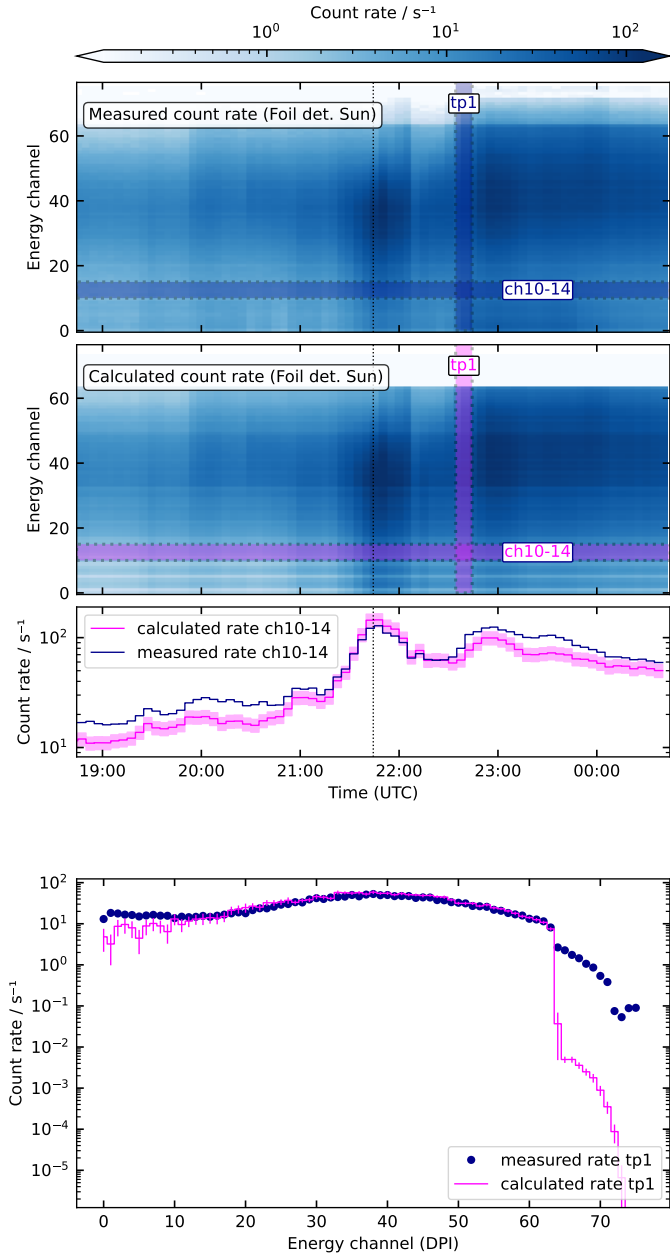 Count rate / s⁻¹
10⁰ 10¹ 10²
Measured count rate (Foil det. Sun)
tp1
ch10-14
Energy channel
60
40
20
0
Calculated count rate (Foil det. Sun)
tp1
ch10-14
Energy channel
60
40
20
0
calculated rate ch10-14
measured rate ch10-14
Count rate / s⁻¹
10²
10¹
19:00 20:00 21:00 22:00 23:00 00:00
Time (UTC)
Count rate / s⁻¹
10²
10¹
10⁰
10⁻¹
10⁻²
10⁻³
10⁻⁴
10⁻⁵
measured rate tp1
calculated rate tp1
0 10 20 30 40 50 60 70
Energy channel (DPI)